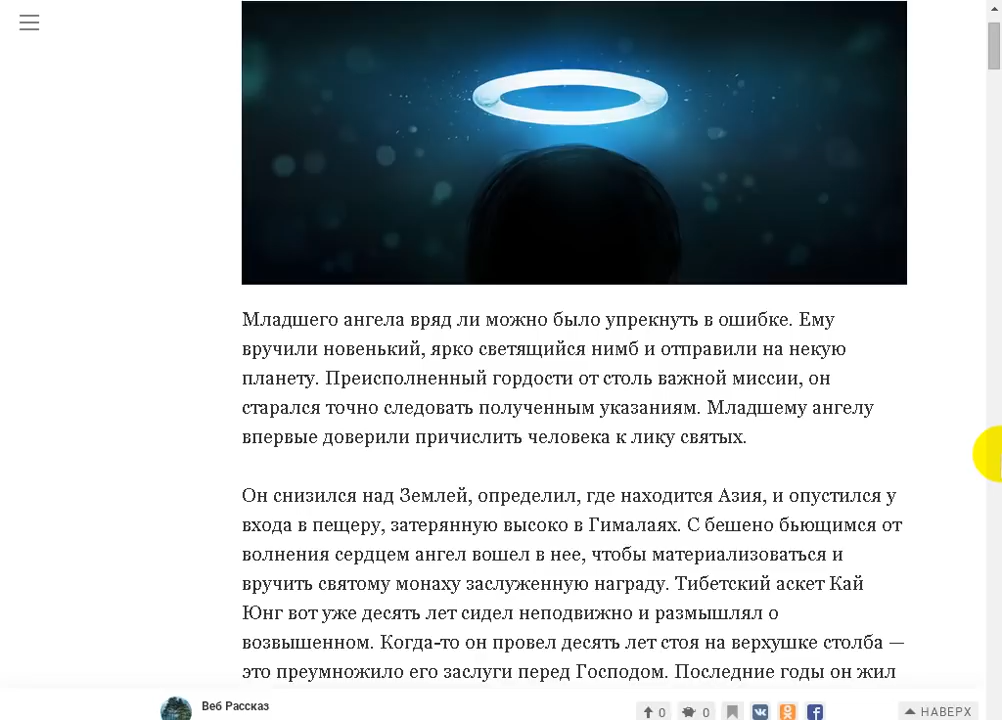 Младшего ангела вряд ли можно было упрекнуть в ошибке. Ему
вручили новенький, ярко светящийся нимб и отправили на некую
планету. Преисполненный гордости от столь важной миссии, он
старался точно следовать полученным указаниям. Младшему ангелу
впервые доверили причислить человека к лику святых.
Он снизился над Землей, определил, где находится Азия, и опустился у
входа в пещеру, затерянную высоко в Гималаях. С бешено бьющимся от
волнения сердцем ангел вошел в нее, чтобы материализоваться и
вручить святому монаху заслуженную награду. Тибетский аскет Кай
Юнг вот уже десять лет сидел неподвижно и размышлял о
возвышенном. Когда-то он провел десять лет стоя на верхушке столба —
это преумножило его заслуги перед Господом. Последние годы он жил
Веб Рассказ
0
0
НАВЕРХ